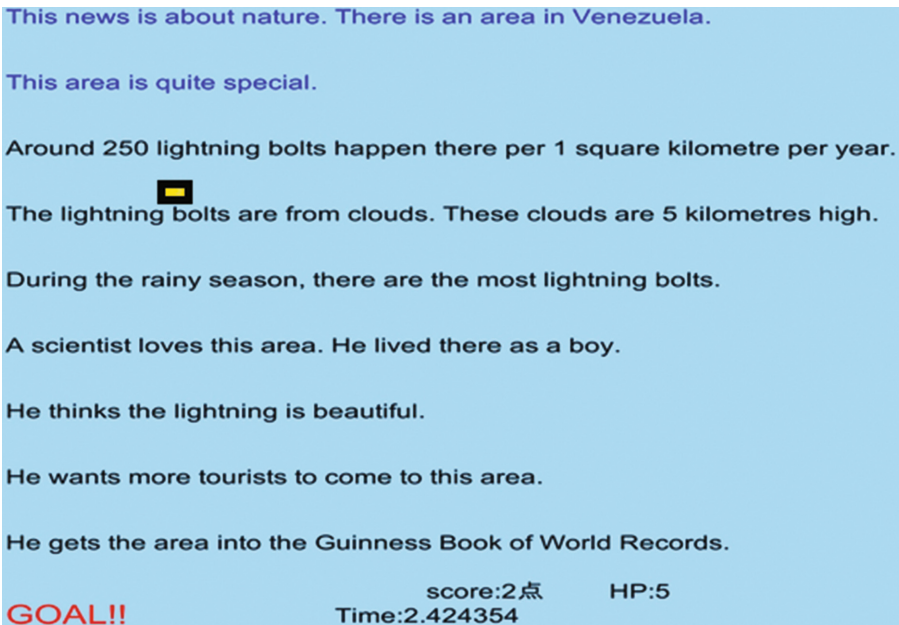 This news is about nature. There is an area in Venezuela.
This area is quite special.
Around 250 lightning bolts happen there per 1 square kilometre per year.
The lightning bolts are from clouds. These clouds are 5 kilometres high.
During the rainy season, there are the most lightning bolts.
A scientist loves this area. He lived there as a boy.
He thinks the lightning is beautiful.
He wants more tourists to come to this area.
He gets the area into the Guinness Book of World Records.
score:2点 HP:5
GOAL!! Time:2.424354